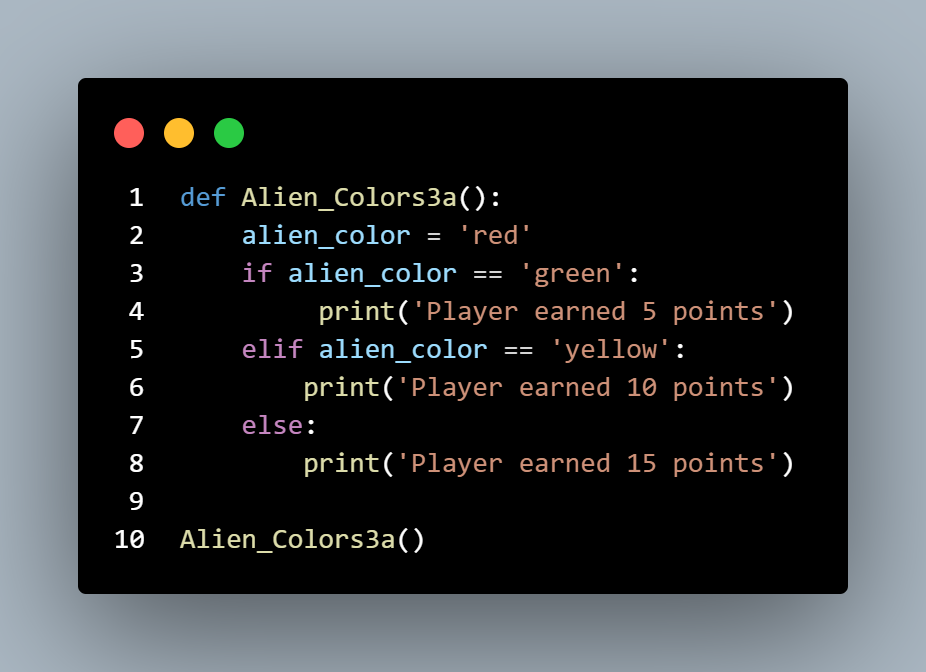 1 def Alien_Colors3a():
2     alien_color = 'red'
3     if alien_color == 'green':
4          print('Player earned 5 points')
5     elif alien_color == 'yellow':
6         print('Player earned 10 points')
7     else:
8         print('Player earned 15 points')
9
10 Alien_Colors3a()